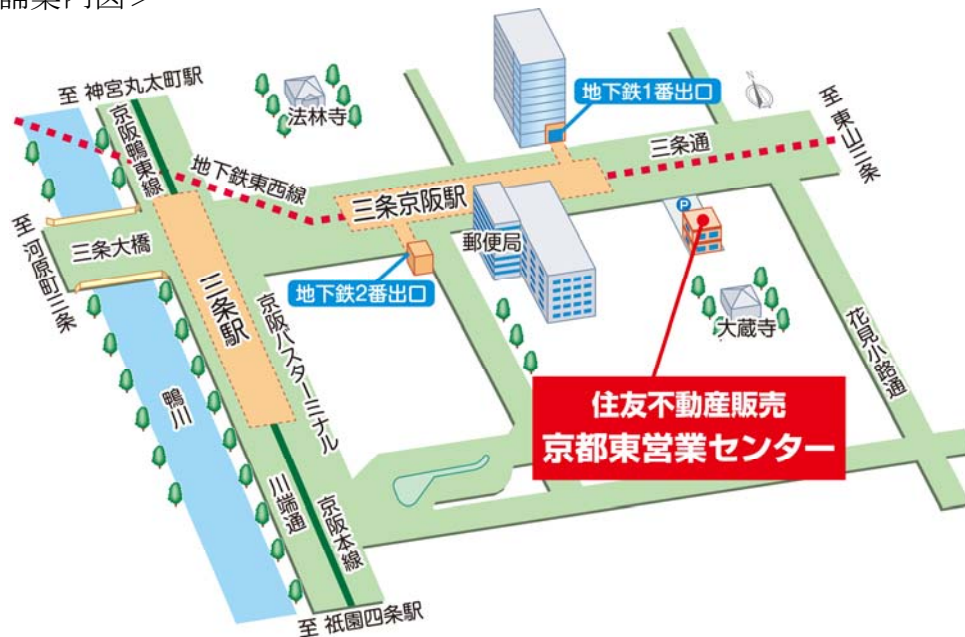 舗案内図＞
至 神宮丸太町駅
京阪鴨東線
法林寺
地下鉄1番出口
N
至 東山三条
三条通
地下鉄東西線
三条京阪駅
P
至 河原町三条
三条大橋
郵便局
地下鉄2番出口
三条駅
京阪バスターミナル
大蔵寺
花見小路通
鴨川
住友不動産販売
京都東営業センター
川端通
京阪本線
至 祇園四条駅